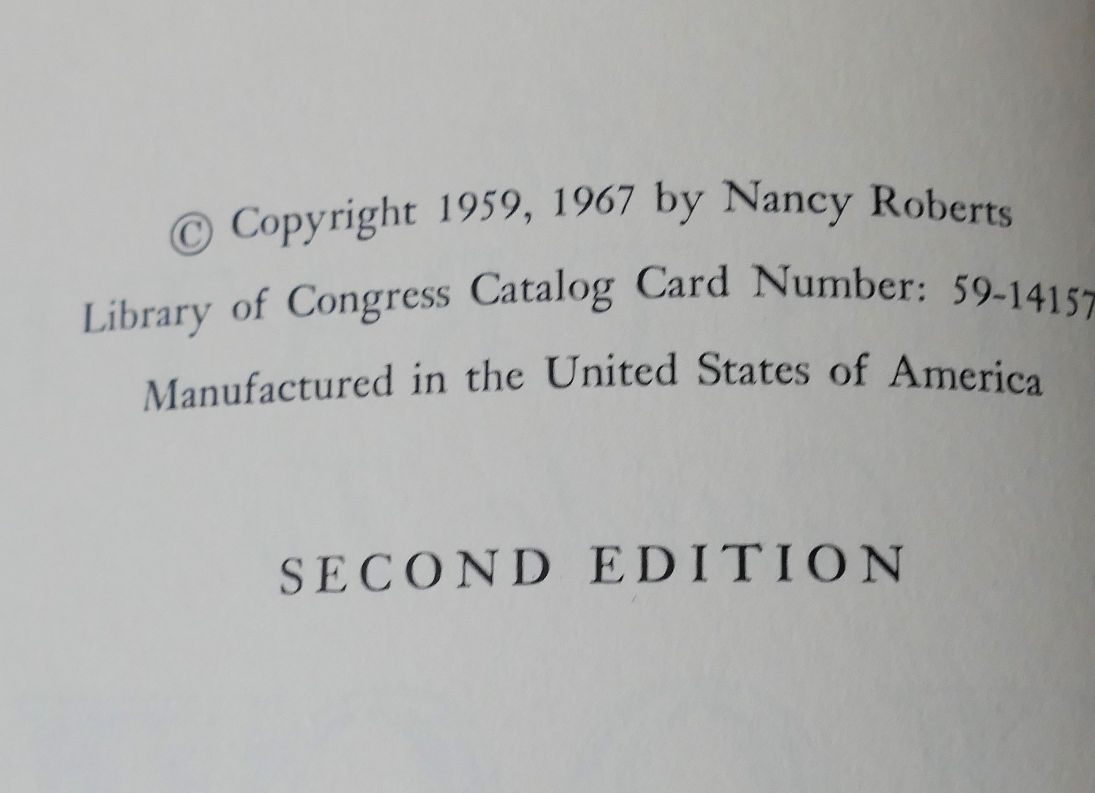 © Copyright 1959, 1967 by Nancy Roberts
Library of Congress Catalog Card Number: 59-14157
Manufactured in the United States of America
SECOND EDITION